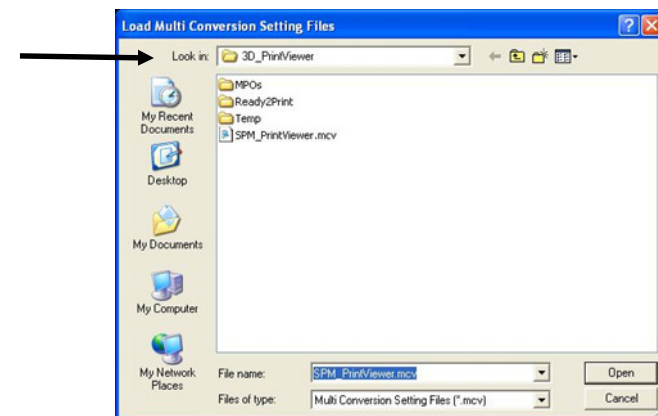 Load Multi Conversion Setting Files
Look in:
3D_PrintViewer
My Recent
Documents
Desktop
My Documents
My Computer
My Network
Places
MPOs
Ready2Print
Temp
SPM_PrintViewer.mcv
File name:
SPM_PrintViewer.mcv
Open
Files of type:
Multi Conversion Setting Files (*.mcv)
Cancel